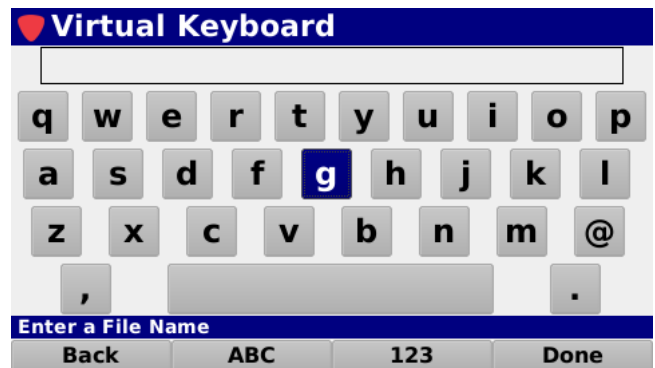 Virtual Keyboard
q w e r t y u i o p
a s d f g h j k l
z x c v b n m @
, .
Enter a File Name
Back ABC 123 Done